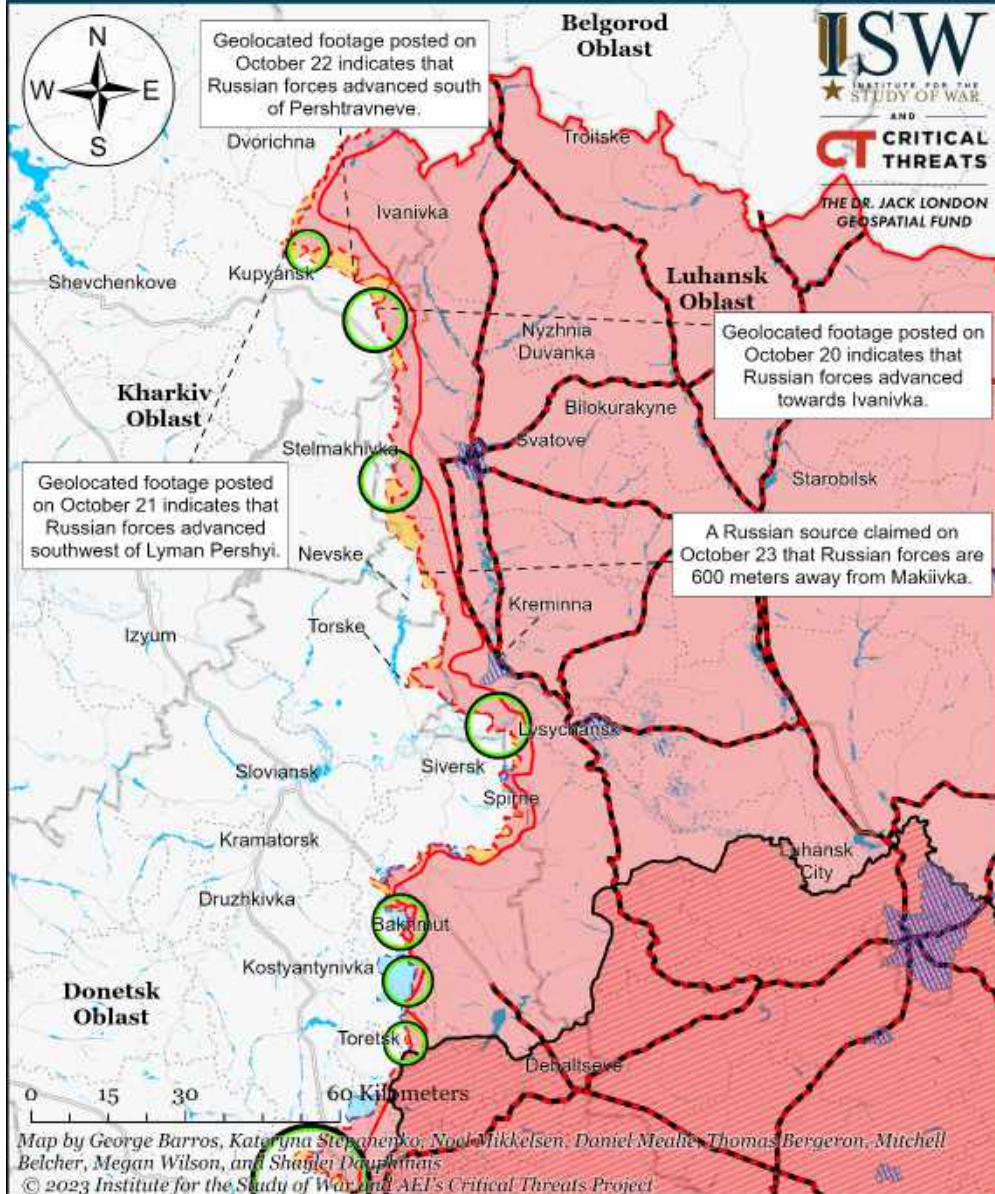 N
W
E
S
Geolocated footage posted on
October 22 indicates that
Russian forces advanced south
of Pershtravneve.
Belgorod
Oblast
ISW
INSTITUTE FOR THE
STUDY OF WAR
AND
CT CRITICAL
THREATS
THE DR. JACK LONDON
GEOSPATIAL FUND
Dvorichna
Troitske
Ivanivka
Kupyansk
Shevchenkove
Luhansk
Oblast
Nyzhnia
Duvanka
Geolocated footage posted on
October 20 indicates that
Russian forces advanced
towards Ivanivka.
Kharkiv
Oblast
Bilokurakyne
Stelmakhivka
Svatove
Starobilsk
Geolocated footage posted
on October 21 indicates that
Russian forces advanced
southwest of Lyman Pershyi.
A Russian source claimed on
October 23 that Russian forces are
600 meters away from Makiivka.
Nevske
Kreminna
Torske
Izyum
Lysychansk
Siversk
Sloviansk
Spirne
Kramatorsk
Luhansk
City
Druzhkivka
Bakhmut
Kostyantynivka
Donetsk
Oblast
Toretsk
Debaltseve
0 15 30 60 Kilometers
Map by George Barros, Kateryna Stepanenko, Noel Mikkelsen, Daniel Mealie, Thomas Bergeron, Mitchell
Belcher, Megan Wilson, and Shaylei Dauphinais
© 2023 Institute for the Study of War and AEI's Critical Threats Project